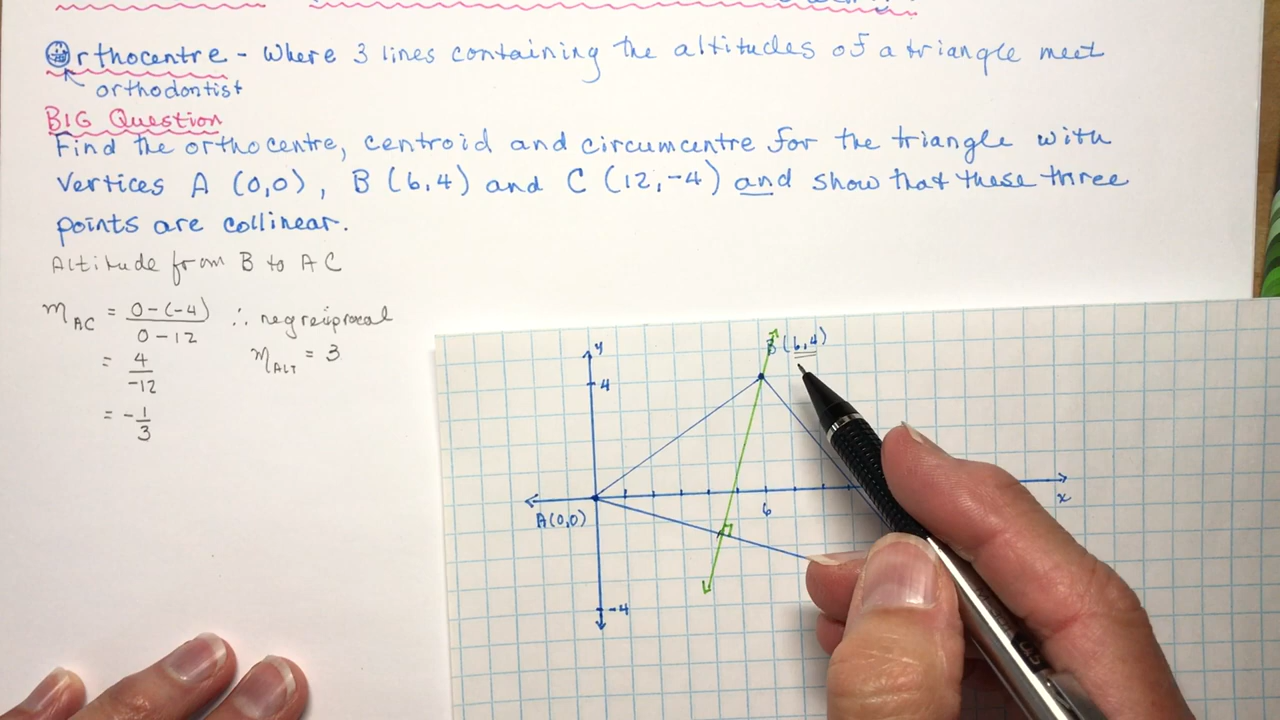 Orthocentre - Where 3 lines containing the altitudes of a triangle meet
orthodontist
BIG Question
Find the orthocentre, centroid and circumcentre for the triangle with
vertices A (0,0), B (6,4) and C (12,-4) and show that these three
points are collinear.
Altitude from B to AC
m_AC = 0-(-4) / 0-12 ∴ neg reciprocal
= 4 / -12 m_ALT = 3
= -1/3
y
B (6,4)
4
A(0,0)
6
x
-4